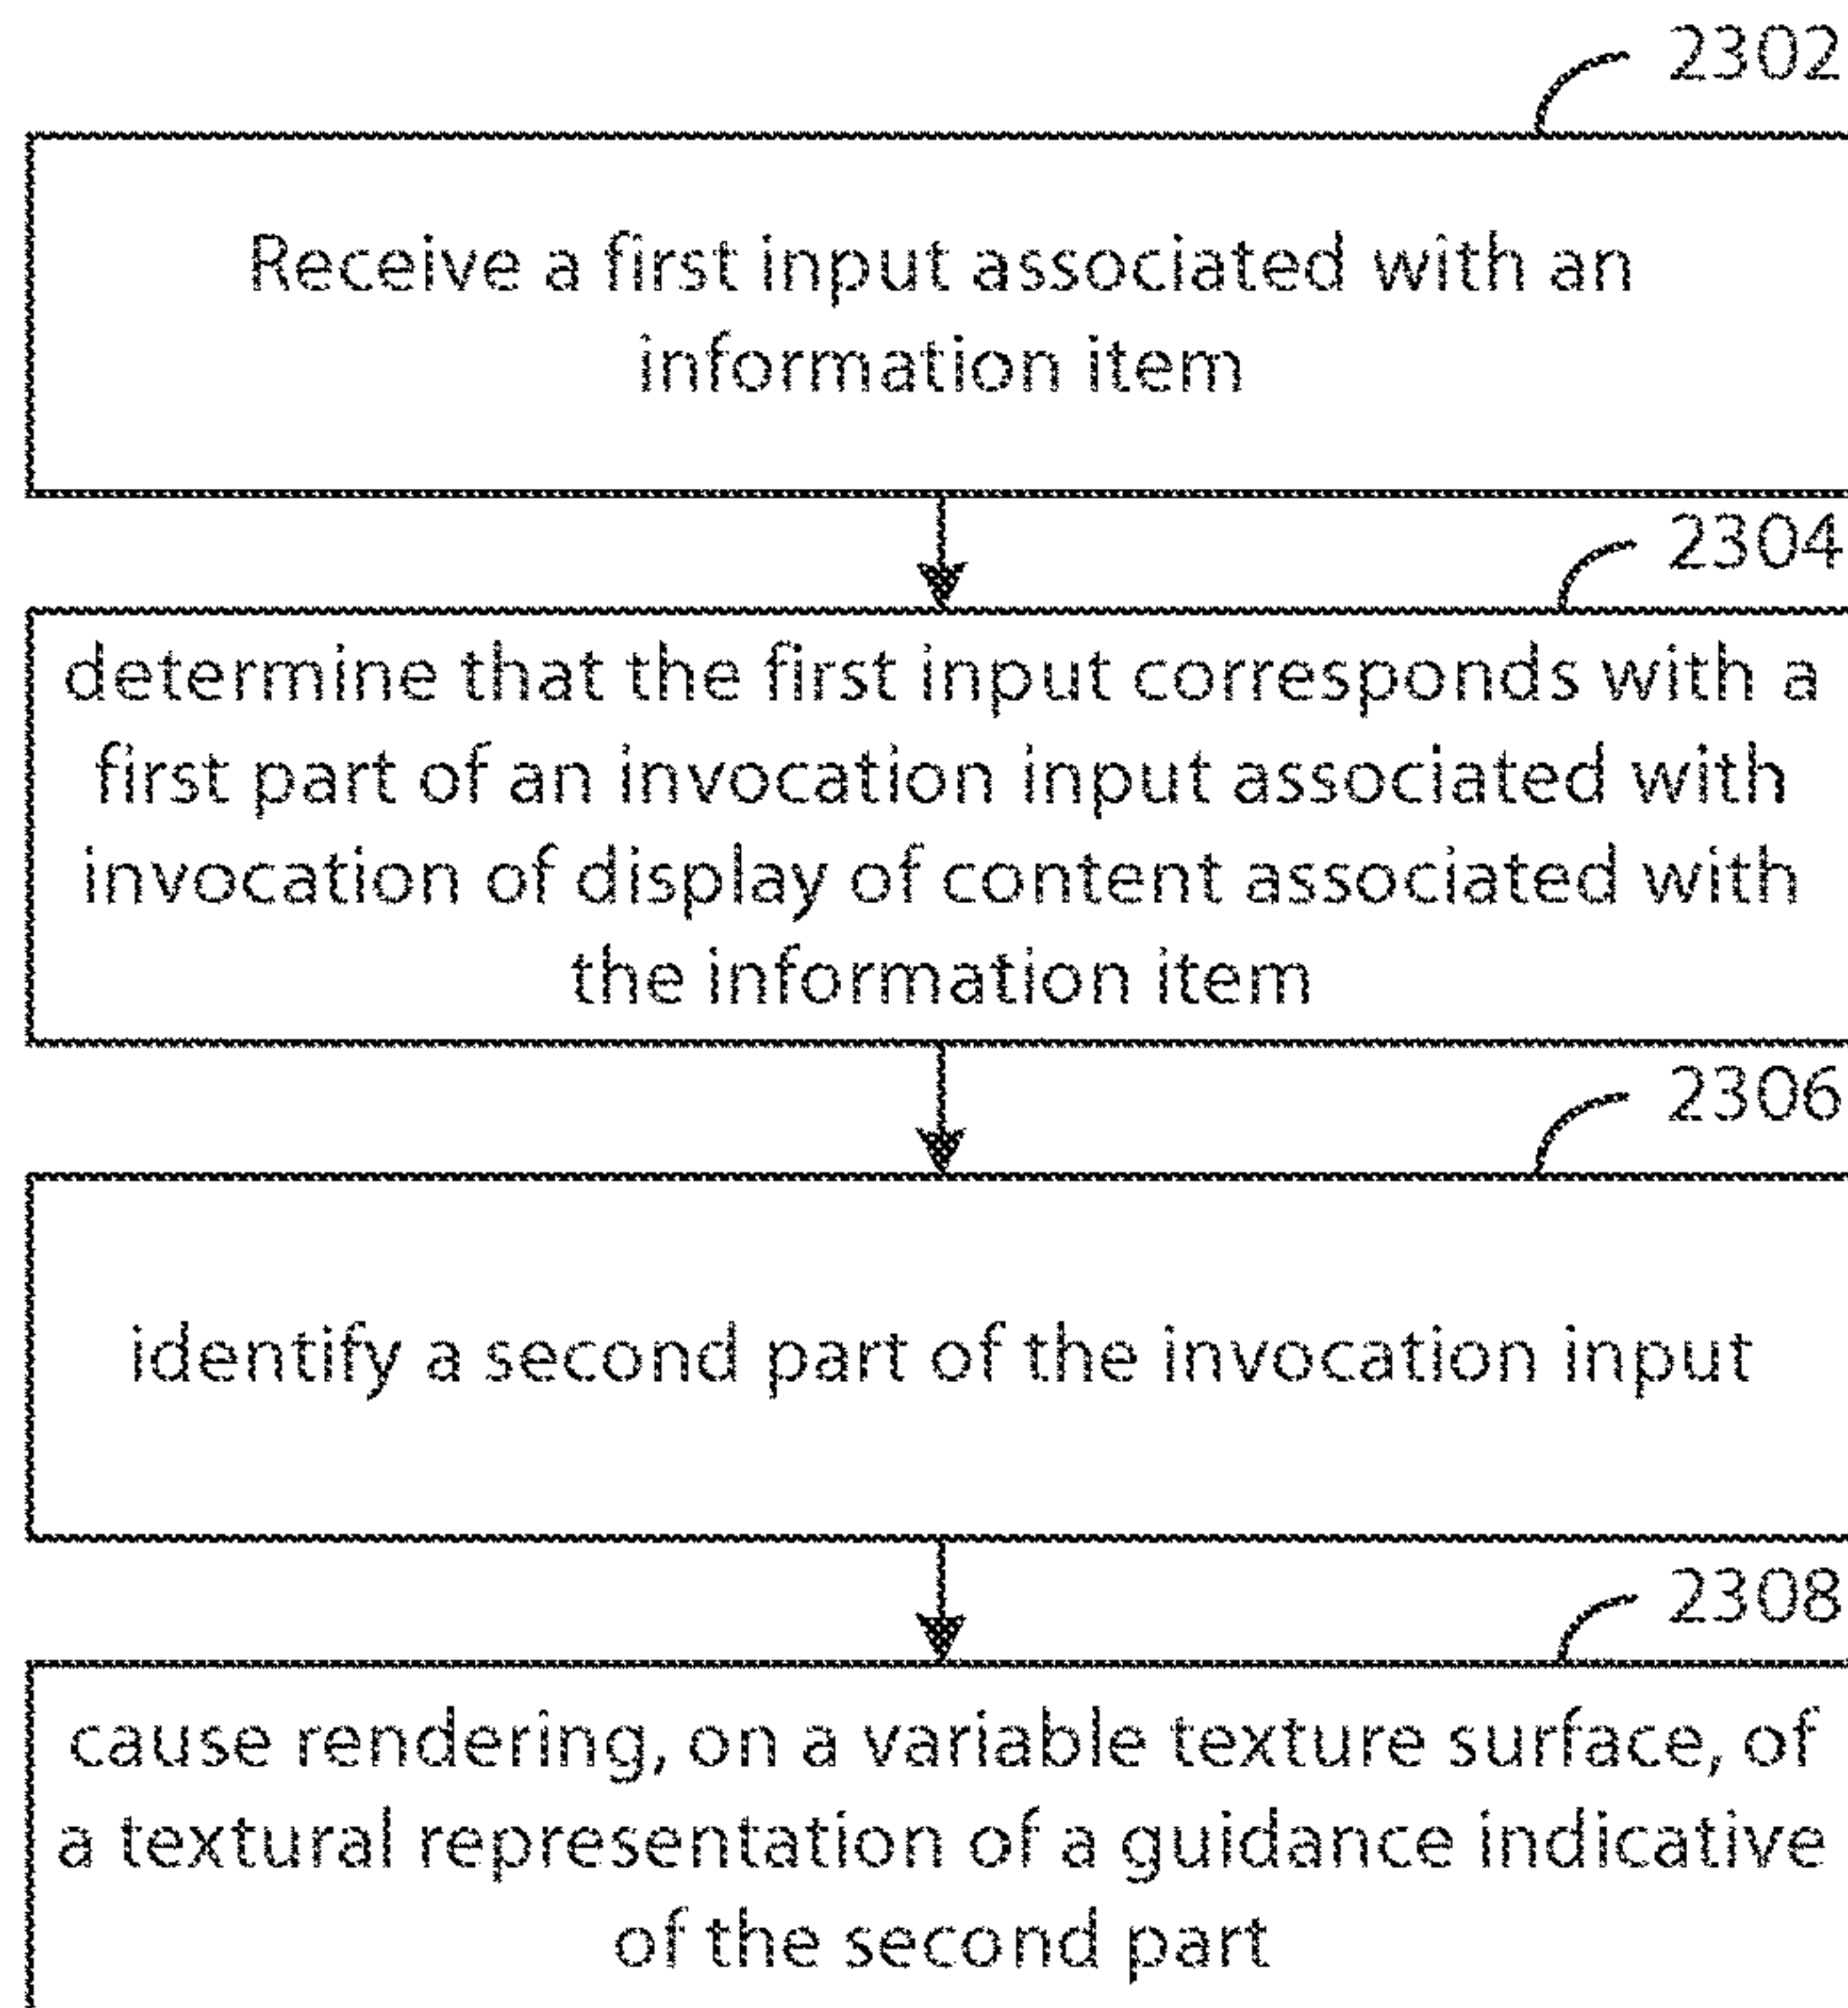 2302
Receive a first input associated with an
information item
2304
determine that the first input corresponds with a
first part of an invocation input associated with
invocation of display of content associated with
the information item
2306
identify a second part of the invocation input
2308
cause rendering, on a variable texture surface, of
a textural representation of a guidance indicative
of the second part